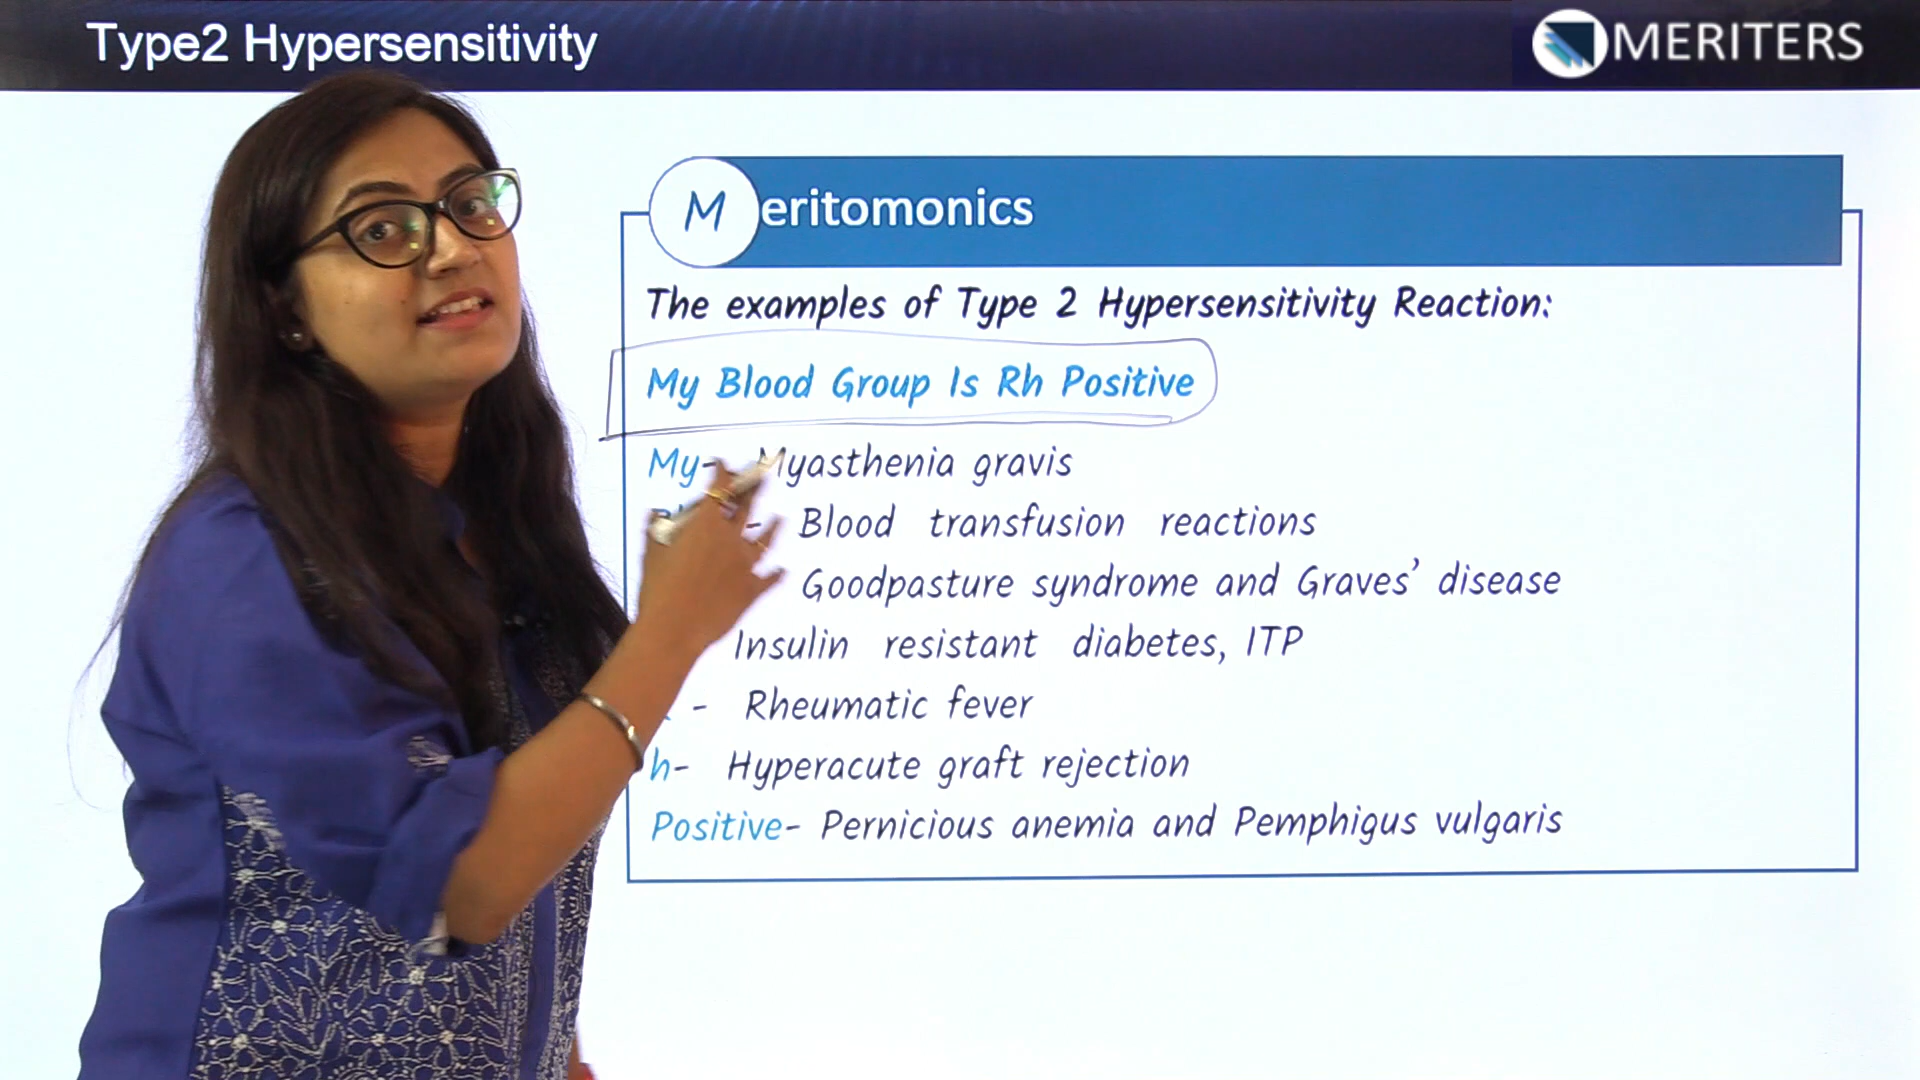 Type2 Hypersensitivity
MERITERS
Meritomonics
The examples of Type 2 Hypersensitivity Reaction:
My Blood Group Is Rh Positive
My- Myasthenia gravis
- Blood transfusion reactions
Goodpasture syndrome and Graves' disease
Insulin resistant diabetes, ITP
- Rheumatic fever
h- Hyperacute graft rejection
Positive- Pernicious anemia and Pemphigus vulgaris